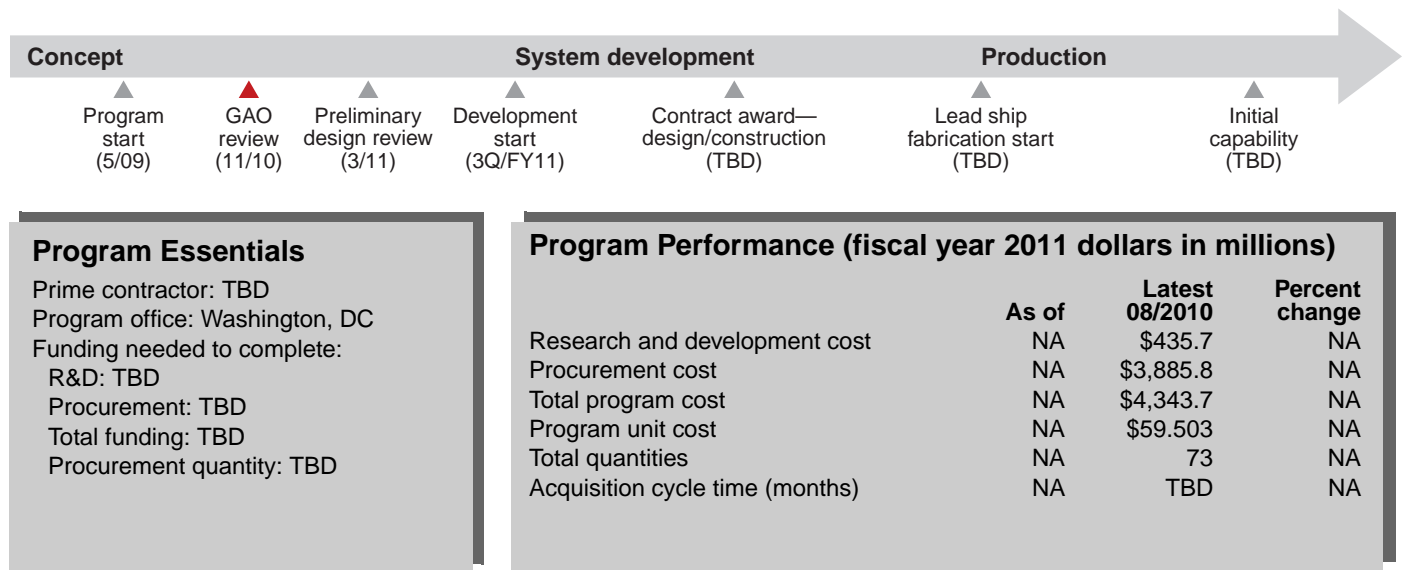 Concept System development Production
Program
start
(5/09)
GAO
review
(11/10)
Preliminary
design review
(3/11)
Development
start
(3Q/FY11)
Contract award—
design/construction
(TBD)
Lead ship
fabrication start
(TBD)
Initial
capability
(TBD)
Program Essentials
Prime contractor: TBD
Program office: Washington, DC
Funding needed to complete:
R&D: TBD
Procurement: TBD
Total funding: TBD
Procurement quantity: TBD
Program Performance (fiscal year 2011 dollars in millions)
As of Latest 08/2010 Percent change
Research and development cost NA $435.7 NA
Procurement cost NA $3,885.8 NA
Total program cost NA $4,343.7 NA
Program unit cost NA $59.503 NA
Total quantities NA 73 NA
Acquisition cycle time (months) NA TBD NA